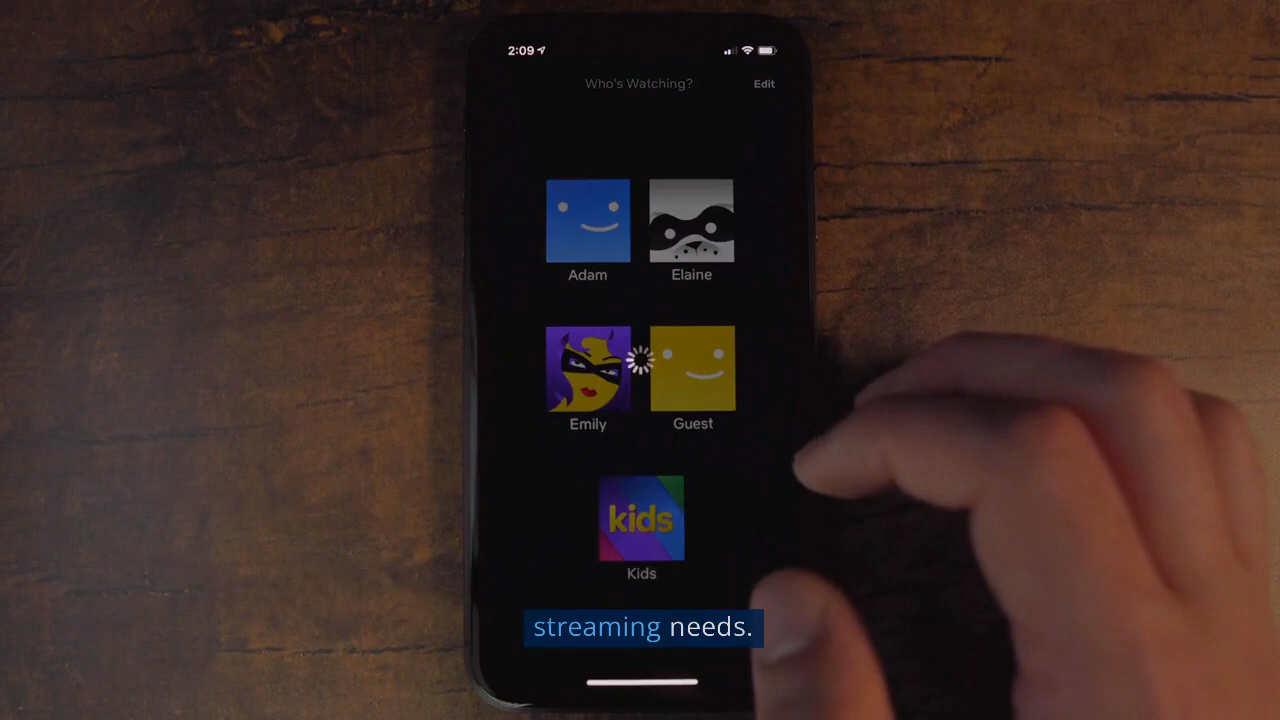 2:09
Who's Watching?
Edit
Adam
Elaine
Emily
Guest
kids
Kids
streaming needs.